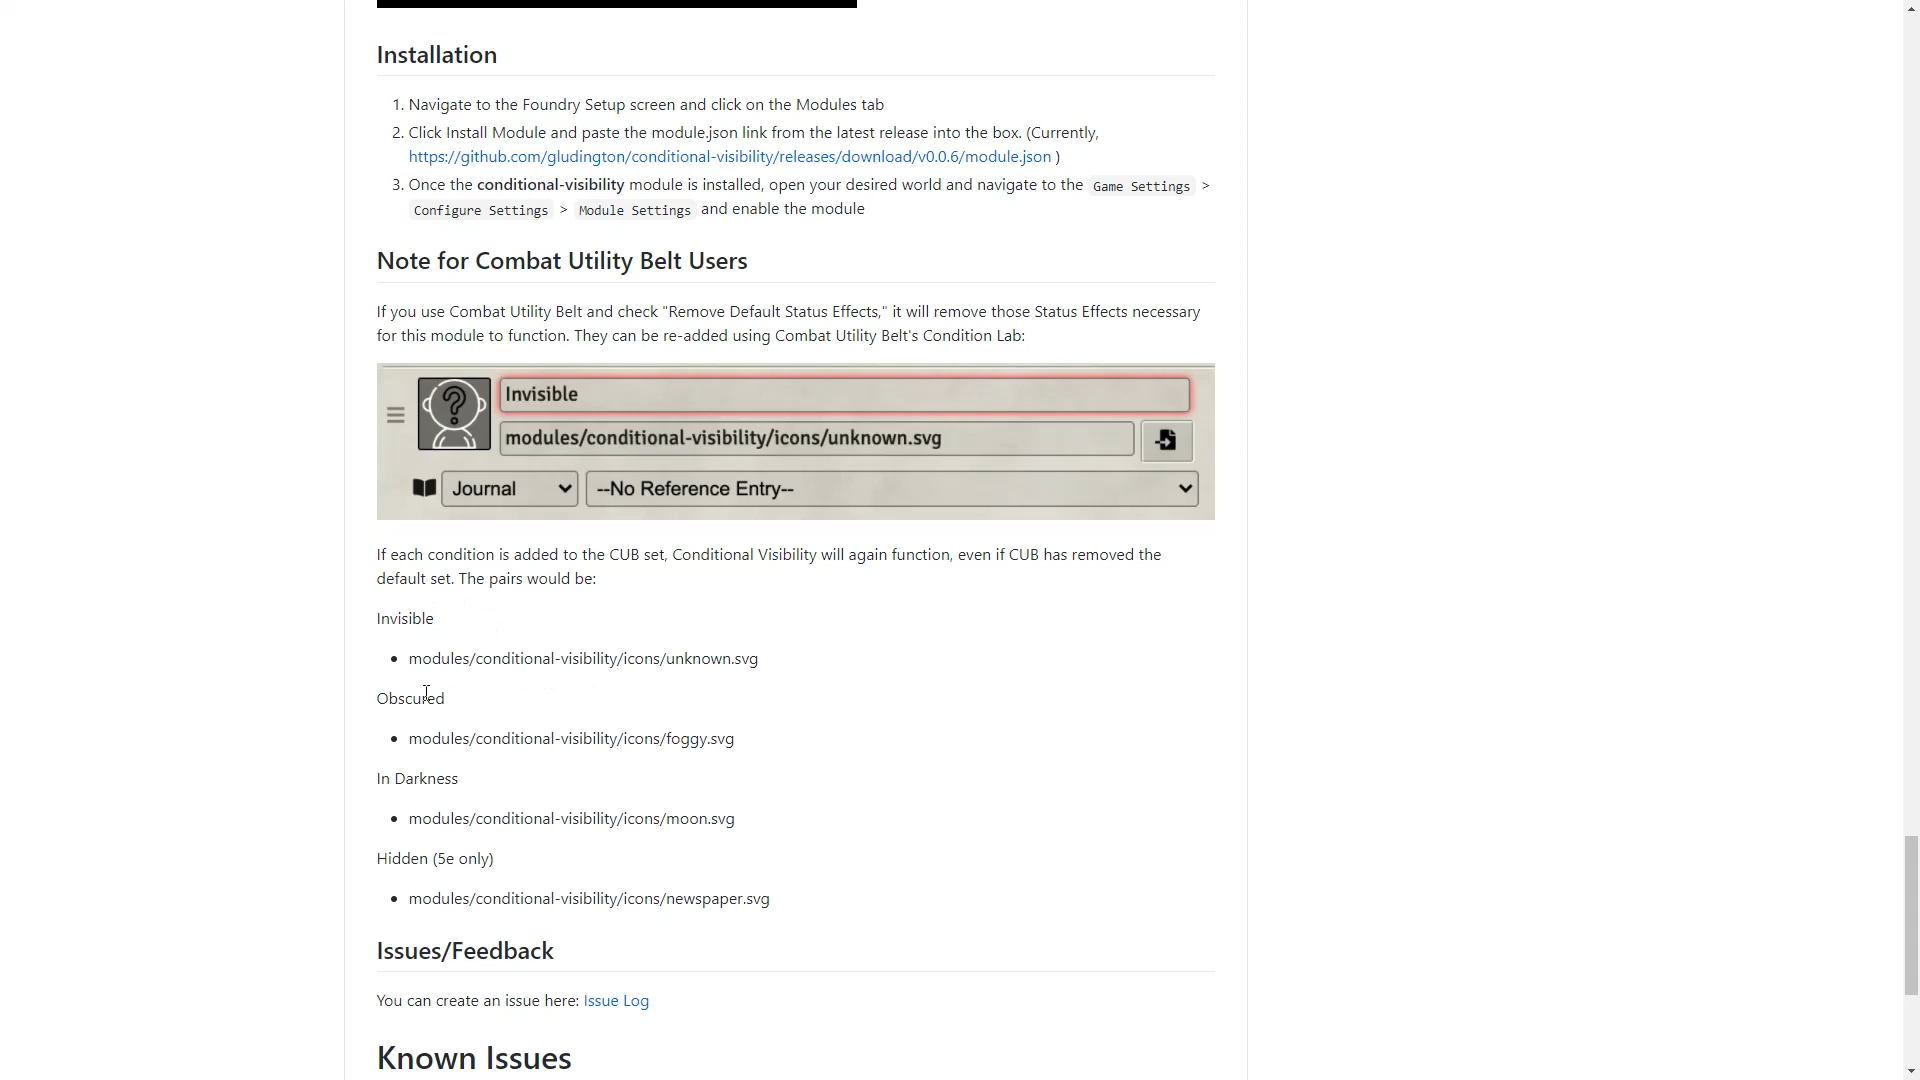 Installation
1. Navigate to the Foundry Setup screen and click on the Modules tab
2. Click Install Module and paste the module.json link from the latest release into the box. (Currently,
https://github.com/gludington/conditional-visibility/releases/download/v0.0.6/module.json )
3. Once the conditional-visibility module is installed, open your desired world and navigate to the Game Settings >
Configure Settings > Module Settings and enable the module
Note for Combat Utility Belt Users
If you use Combat Utility Belt and check "Remove Default Status Effects," it will remove those Status Effects necessary
for this module to function. They can be re-added using Combat Utility Belt's Condition Lab:
Invisible
modules/conditional-visibility/icons/unknown.svg
Journal --No Reference Entry--
If each condition is added to the CUB set, Conditional Visibility will again function, even if CUB has removed the
default set. The pairs would be:
Invisible
• modules/conditional-visibility/icons/unknown.svg
Obscured
• modules/conditional-visibility/icons/foggy.svg
In Darkness
• modules/conditional-visibility/icons/moon.svg
Hidden (5e only)
• modules/conditional-visibility/icons/newspaper.svg
Issues/Feedback
You can create an issue here: Issue Log
Known Issues